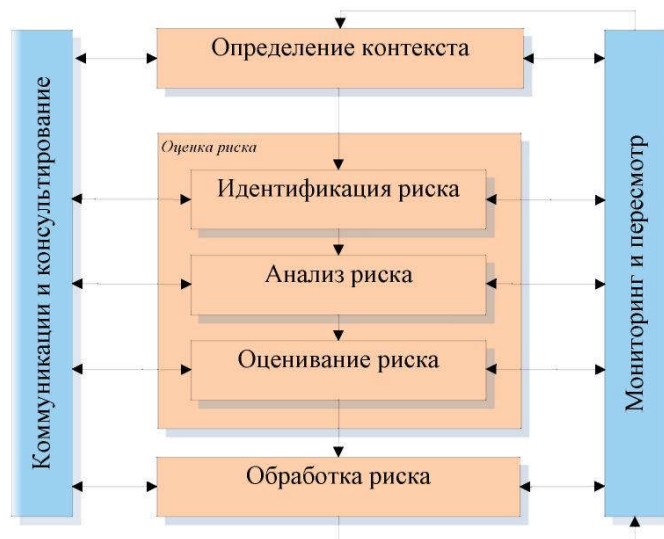 Определение контекста
Оценка риска
Идентификация риска
Анализ риска
Оценивание риска
Обработка риска
Коммуникации и консультирование
Мониторинг и пересмотр